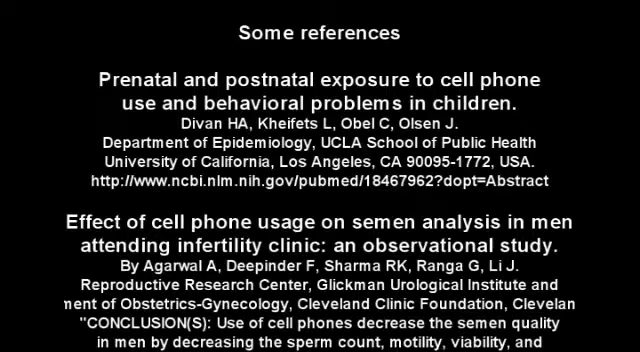 Some references
Prenatal and postnatal exposure to cell phone
use and behavioral problems in children.
Divan HA, Kheifets L, Obel C, Olsen J.
Department of Epidemiology, UCLA School of Public Health
University of California, Los Angeles, CA 90095-1772, USA.
http://www.ncbi.nlm.nih.gov/pubmed/18467962?dopt=Abstract
Effect of cell phone usage on semen analysis in men
attending infertility clinic: an observational study.
By Agarwal A, Deepinder F, Sharma RK, Ranga G, Li J.
Reproductive Research Center, Glickman Urological Institute and
ment of Obstetrics-Gynecology, Cleveland Clinic Foundation, Clevelan
"CONCLUSION(S): Use of cell phones decrease the semen quality
in men by decreasing the sperm count, motility, viability, and